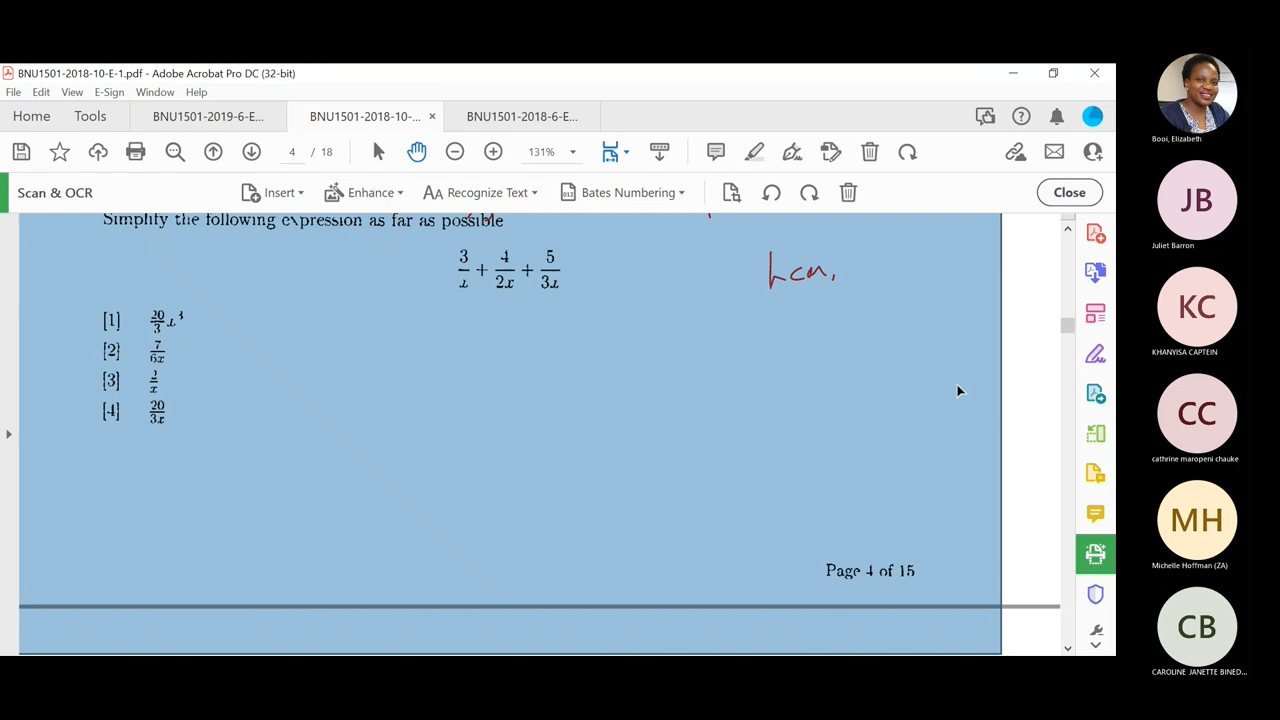 BNU1501-2018-10-E-1.pdf - Adobe Acrobat Pro DC (32-bit)
File Edit View E-Sign Window Help
Home Tools BNU1501-2019-6-E... BNU1501-2018-10-... × BNU1501-2018-6-E...
4 / 18 131%
Scan & OCR Insert Enhance Recognize Text Bates Numbering Close
Simplify the following expression as far as possible
3/x + 4/2x + 5/3x
[1] 20/3 x³
[2] 7/6x
[3] 2/x
[4] 20/3x
Page 4 of 15
Booi, Elizabeth
JB
Juliet Barron
KC
KHANYISA CAPTEIN
CC
cathrine maropeni chauke
MH
Michelle Hoffman (ZA)
CB
CAROLINE JANETTE BINED...